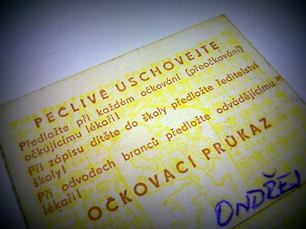 PEČLIVĚ USCHOVEJTE
Předložte při každém očkování (přeočkování)
očkujícímu lékaři!
Při zápisu dítěte do školy předložte ředitelství
školy!
Při odvodech branců předložte odvádějícímu
lékaři!
OČKOVACÍ PRŮKAZ
ONDŘEJ